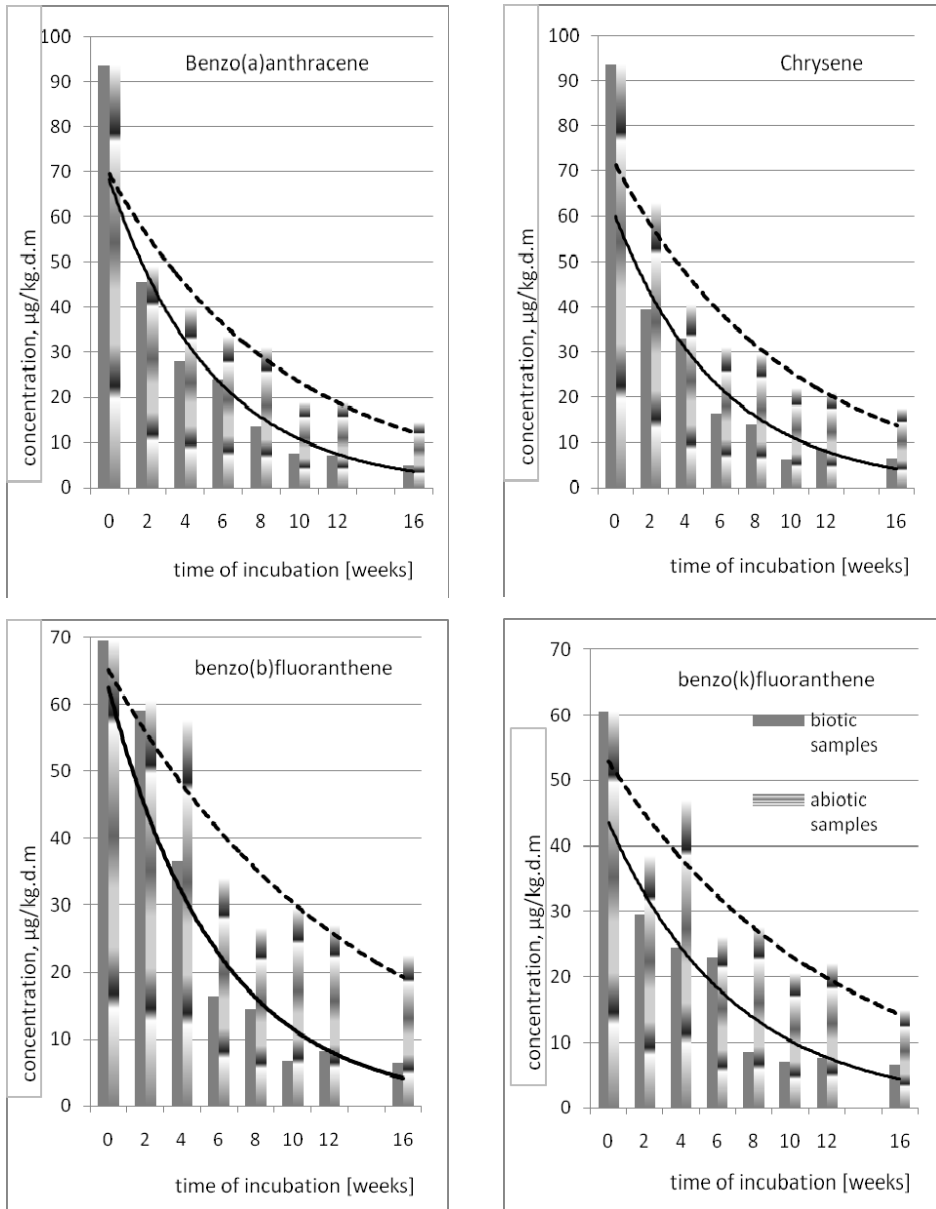 Benzo(a)anthracene
concentration, µg/kg.d.m
100
90
80
70
60
50
40
30
20
10
0
0 2 4 6 8 10 12 16
time of incubation [weeks]
Chrysene
concentration, µg/kg.d.m
100
90
80
70
60
50
40
30
20
10
0
0 2 4 6 8 10 12 16
time of incubation [weeks]
benzo(b)fluoranthene
concentration, µg/kg.d.m
70
60
50
40
30
20
10
0
0 2 4 6 8 10 12 16
time of incubation [weeks]
benzo(k)fluoranthene
biotic
samples
abiotic
samples
concentration, µg/kg.d.m
70
60
50
40
30
20
10
0
0 2 4 6 8 10 12 16
time of incubation [weeks]